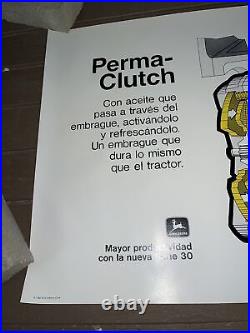 Perma-
Clutch
Con aceite que
pasa a través del
embrague, activándolo
y refrescándolo.
Un embrague que
dura lo mismo
que el tractor.
JOHN DEERE
Mayor productividad
con la nueva 30